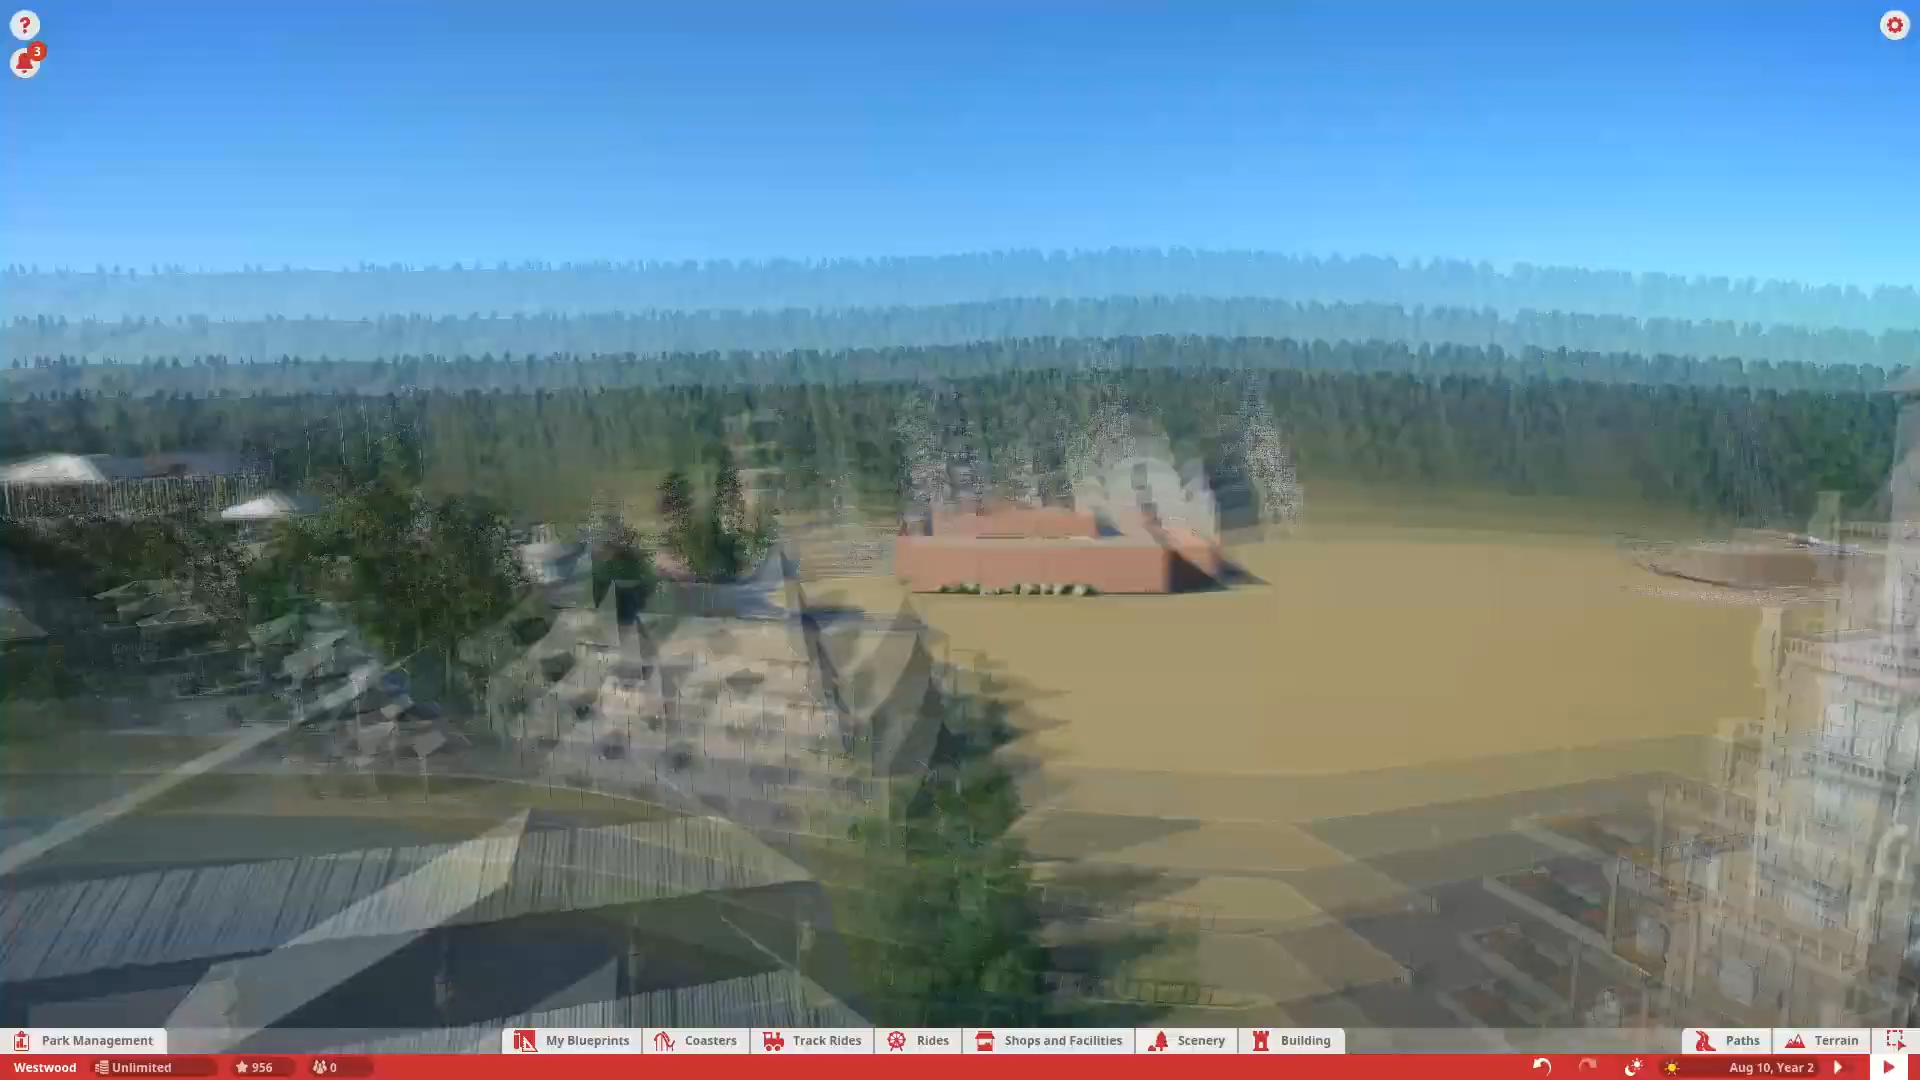 ?
3
Park Management
My Blueprints
Coasters
Track Rides
Rides
Shops and Facilities
Scenery
Building
Paths
Terrain
Westwood
Unlimited
956
0
Aug 10, Year 2